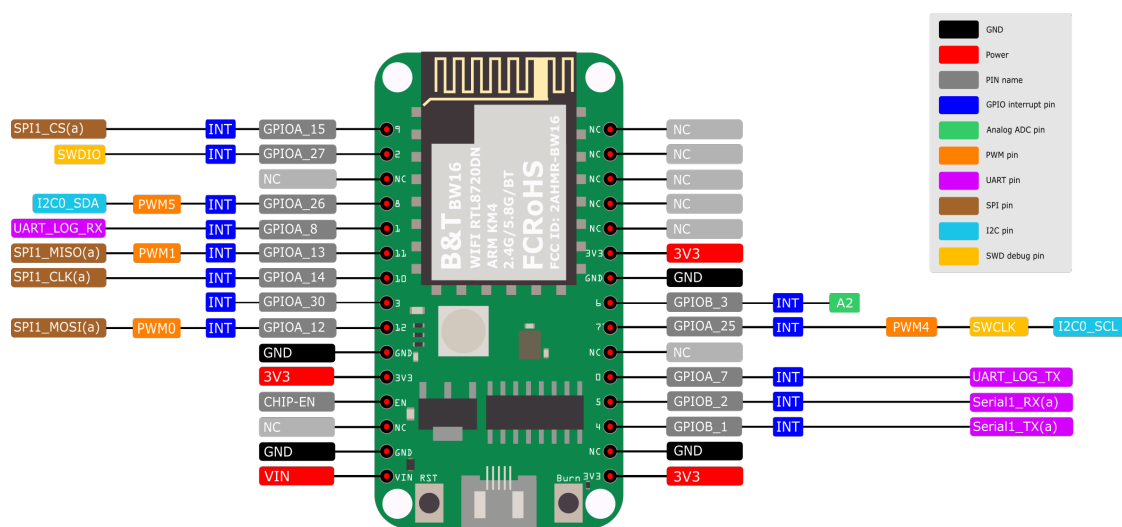 GND
Power
PIN name
GPIO interrupt pin
Analog ADC pin
PWM pin
UART pin
SPI pin
I2C pin
SWD debug pin
SPI1_CS(a) INT GPIOA_15 9
SWDIO INT GPIOA_27 2
NC NC
I2C0_SDA PWM5 INT GPIOA_26 8
UART_LOG_RX INT GPIOA_8 1
SPI1_MISO(a) PWM1 INT GPIOA_13 11
SPI1_CLK(a) INT GPIOA_14 10
INT GPIOA_30 3
SPI1_MOSI(a) PWM0 INT GPIOA_12 12
GND GND
3V3 3V3
CHIP-EN EN
NC NC
GND GND
VIN VIN
B&T BW16
WIFI RTL8720DN
ARM KM4
2.4G/5.8G/BT
FCRoHS
FCC ID: 2AHMR-BW16
RST
Burn
NC NC
NC NC
NC NC
NC NC
NC NC
3V3 3V3
GND GND
6 GPIOB_3 INT A2
7 GPIOA_25 INT PWM4 SWCLK I2C0_SCL
NC NC
0 GPIOA_7 INT UART_LOG_TX
5 GPIOB_2 INT Serial1_RX(a)
4 GPIOB_1 INT Serial1_TX(a)
NC GND
3V3 3V3